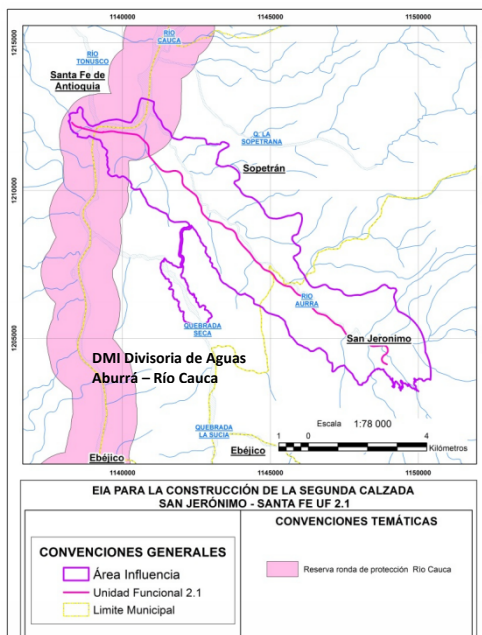 1140000 1145000 1150000
1215000
RÍO
CAUCA
RÍO
TONUSCO
Santa Fe de
Antioquia
Q. LA
SOPETRANA
Sopetrán
1210000
RIO
AURRA
QUEBRADA
SECA
San Jeronimo
1205000
DMI Divisoria de Aguas
Aburrá – Río Cauca
Escala 1:78 000
1 0 4
Kilómetros
QUEBRADA
LA SUCIA
Ebéjico
Ebéjico
1140000 1145000 1150000
EIA PARA LA CONSTRUCCIÓN DE LA SEGUNDA CALZADA
SAN JERÓNIMO - SANTA FE UF 2.1
CONVENCIONES GENERALES
Área Influencia
Unidad Funcional 2.1
Limite Municipal
CONVENCIONES TEMÁTICAS
Reserva ronda de protección Río Cauca